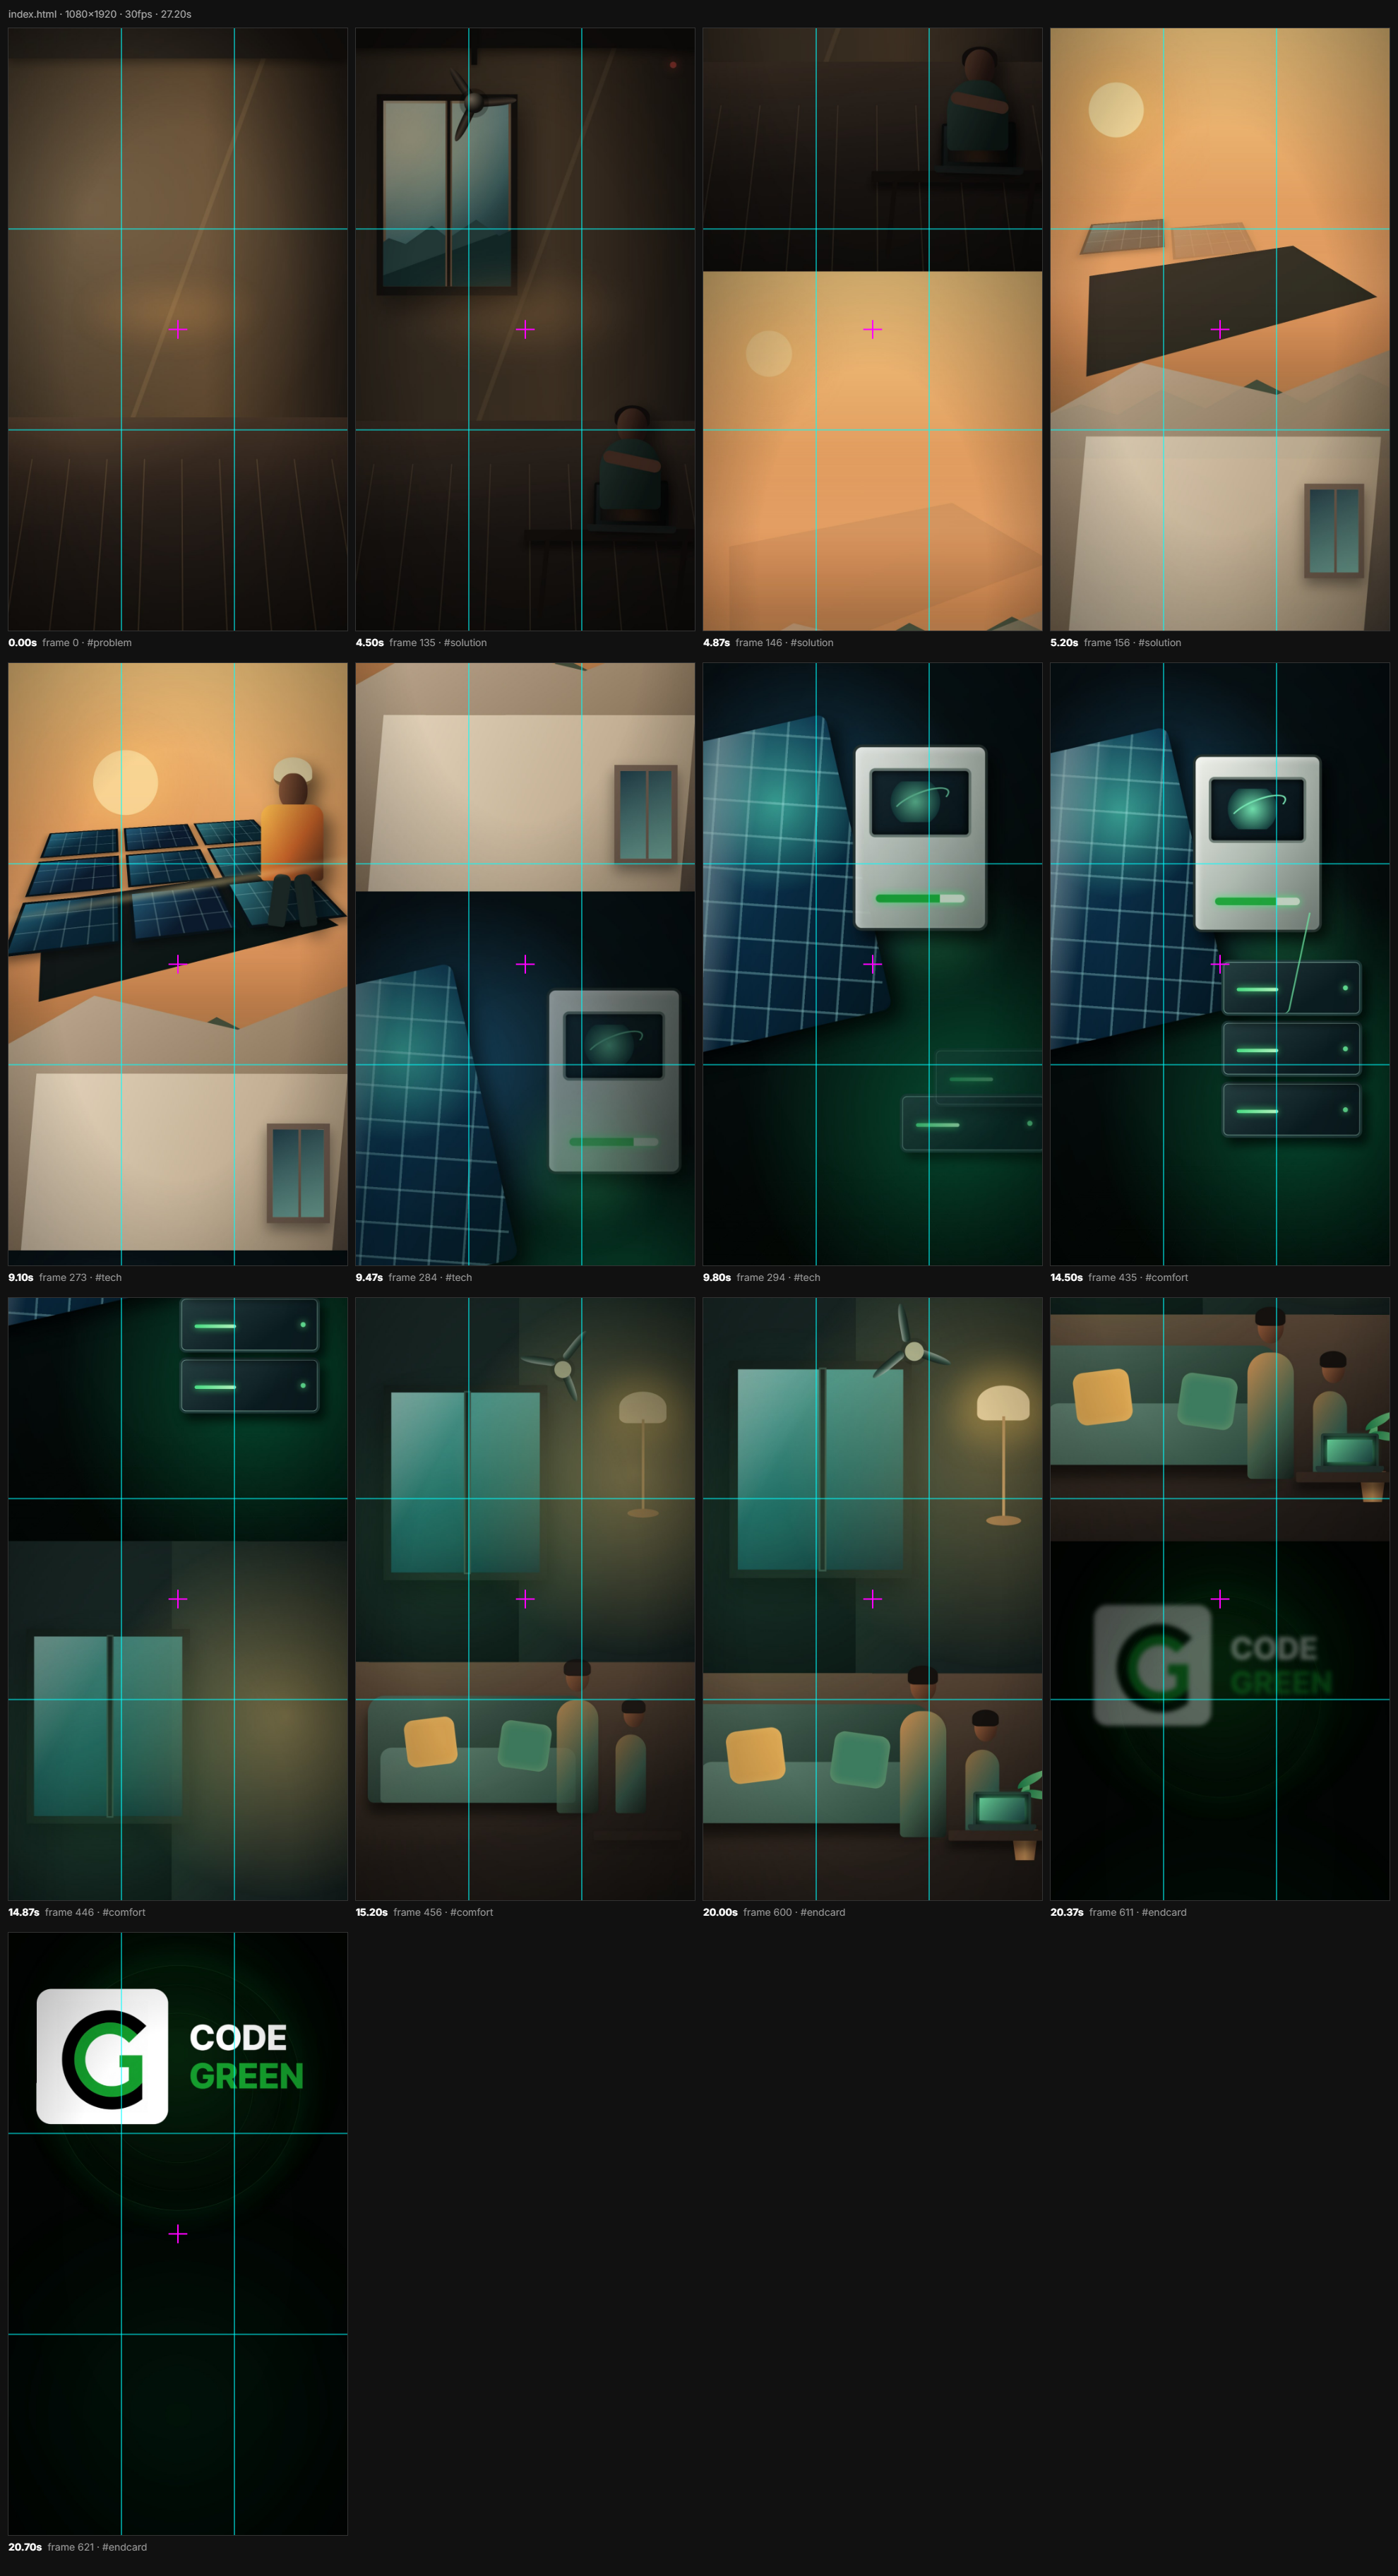 index.html · 1080×1920 · 30fps · 27.20s
0.00s frame 0 · #problem
4.50s frame 135 · #solution
4.87s frame 146 · #solution
5.20s frame 156 · #solution
9.10s frame 273 · #tech
9.47s frame 284 · #tech
9.80s frame 294 · #tech
14.50s frame 435 · #comfort
CODE
GREEN
14.87s frame 446 · #comfort
15.20s frame 456 · #comfort
20.00s frame 600 · #endcard
20.37s frame 611 · #endcard
CODE
GREEN
20.70s frame 621 · #endcard